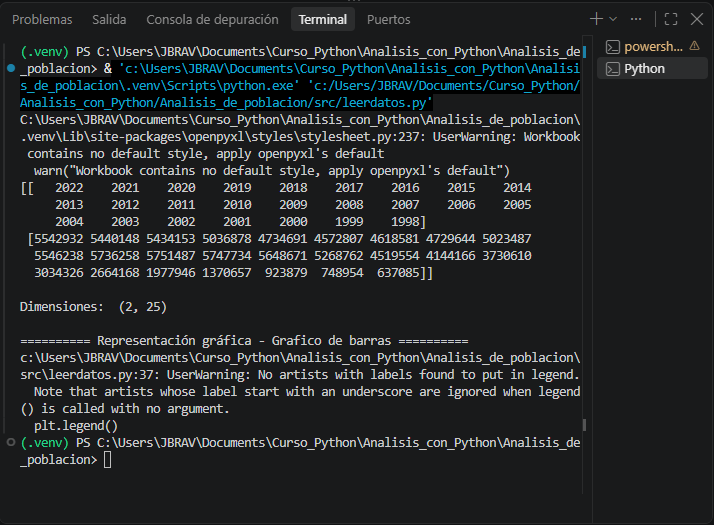 Problemas Salida Consola de depuración Terminal Puertos
powersh...
Python
(.venv) PS C:\Users\JBRAV\Documents\Curso_Python\Analisis_con_Python\Analisis_de
_poblacion> & 'c:\Users\JBRAV\Documents\Curso_Python\Analisis_con_Python\Analisi
s_de_poblacion\.venv\Scripts\python.exe' 'c:/Users/JBRAV/Documents/Curso_Python/
Analisis_con_Python/Analisis_de_poblacion/src/leerdatos.py'
C:\Users\JBRAV\Documents\Curso_Python\Analisis_con_Python\Analisis_de_poblacion\
.venv\Lib\site-packages\openpyxl\styles\stylesheet.py:237: UserWarning: Workbook
 contains no default style, apply openpyxl's default
  warn("Workbook contains no default style, apply openpyxl's default")
[[   2022    2021    2020    2019    2018    2017    2016    2015    2014
     2013    2012    2011    2010    2009    2008    2007    2006    2005
     2004    2003    2002    2001    2000    1999    1998]
 [5542932 5440148 5434153 5036878 4734691 4572807 4618581 4729644 5023487
  5546238 5736258 5751487 5747734 5648671 5268762 4519554 4144166 3730610
  3034326 2664168 1977946 1370657  923879  748954  637085]]
Dimensiones:  (2, 25)
========== Representación gráfica - Grafico de barras ==========
c:\Users\JBRAV\Documents\Curso_Python\Analisis_con_Python\Analisis_de_poblacion\
src\leerdatos.py:37: UserWarning: No artists with labels found to put in legend.
  Note that artists whose label start with an underscore are ignored when legend
() is called with no argument.
  plt.legend()
(.venv) PS C:\Users\JBRAV\Documents\Curso_Python\Analisis_con_Python\Analisis_de
_poblacion>